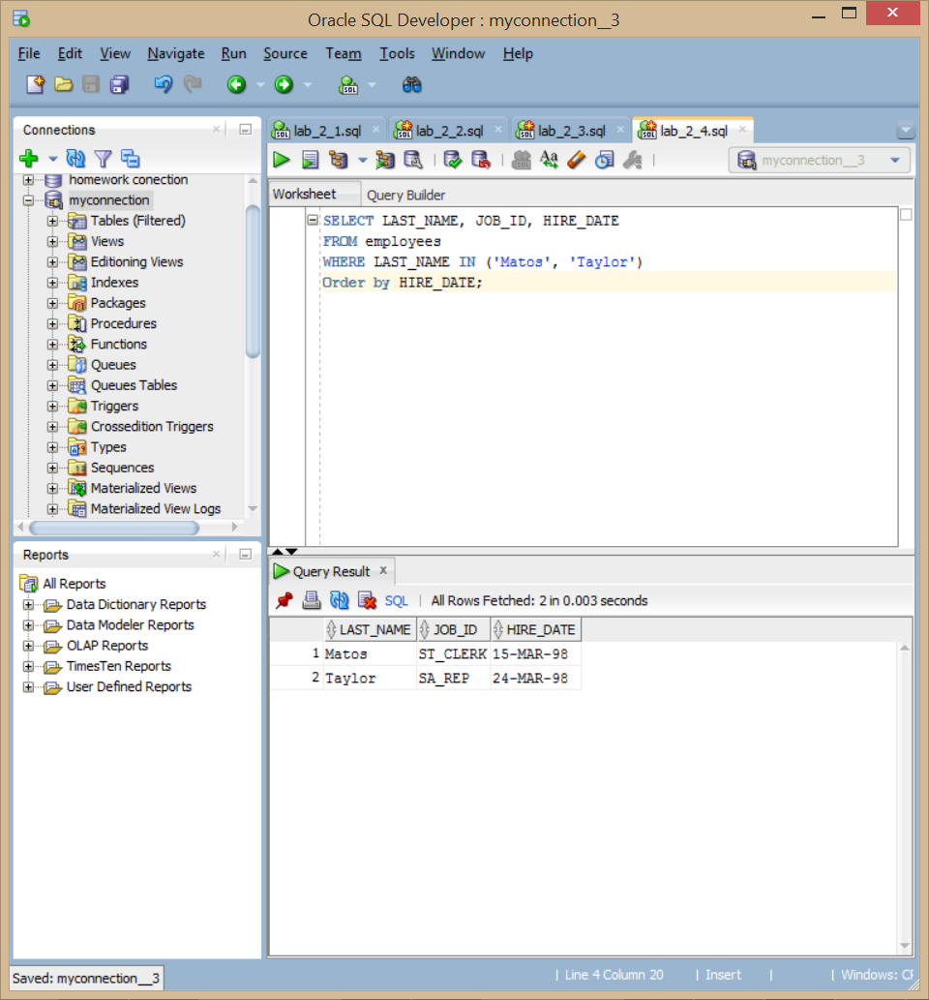 Oracle SQL Developer : myconnection__3
File Edit View Navigate Run Source Team Tools Window Help
Connections
homework conection
myconnection
Tables (Filtered)
Views
Editioning Views
Indexes
Packages
Procedures
Functions
Queues
Queues Tables
Triggers
Crossedition Triggers
Types
Sequences
Materialized Views
Materialized View Logs
Reports
All Reports
Data Dictionary Reports
Data Modeler Reports
OLAP Reports
TimesTen Reports
User Defined Reports
lab_2_1.sql lab_2_2.sql lab_2_3.sql lab_2_4.sql
myconnection__3
Worksheet Query Builder
SELECT LAST_NAME, JOB_ID, HIRE_DATE
FROM employees
WHERE LAST_NAME IN ('Matos', 'Taylor')
Order by HIRE_DATE;
Query Result
SQL | All Rows Fetched: 2 in 0.003 seconds
LAST_NAME JOB_ID HIRE_DATE
1 Matos ST_CLERK 15-MAR-98
2 Taylor SA_REP 24-MAR-98
Saved: myconnection__3
| Line 4 Column 20 | Insert | | Windows: